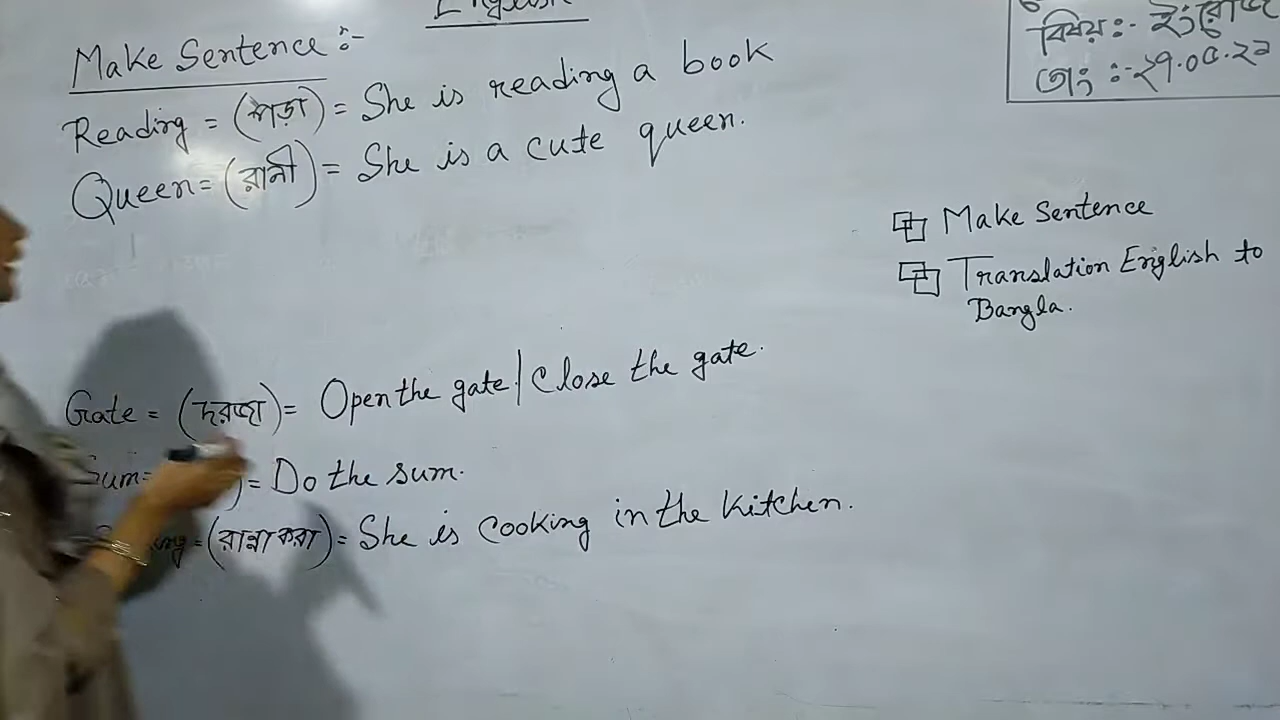 English
Make Sentence :-
Reading = (পড়া) = She is reading a book
Queen = (রানী) = She is a cute queen.
Gate = (দরজা) = Open the gate / Close the gate.
Sum = ) = Do the sum.
(রান্না করা) = She is cooking in the kitchen.
বিষয়:- ইংরেজি
তাং :- ২৭.০৫.২২
Make Sentence
Translation English to
Bangla.